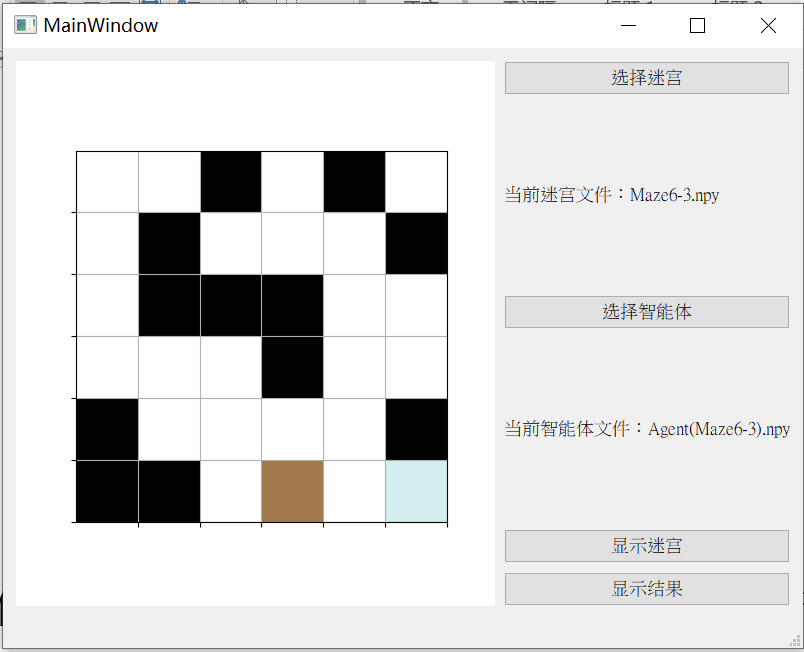 MainWindow
选择迷宫
当前迷宫文件：Maze6-3.npy
选择智能体
当前智能体文件：Agent(Maze6-3).npy
显示迷宫
显示结果